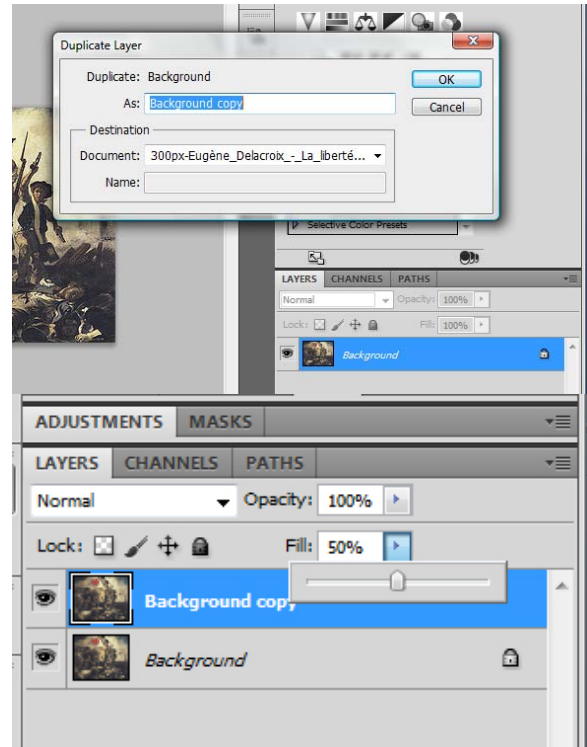 Duplicate Layer
Duplicate: Background
OK
As: Background copy
Cancel
Destination
Document: 300px-Eugène_Delacroix_-_La_liberté...
Name:
Selective Color Presets
LAYERS CHANNELS PATHS
Normal Opacity: 100%
Lock: Fill: 100%
Background
ADJUSTMENTS MASKS
LAYERS CHANNELS PATHS
Normal Opacity: 100%
Lock: Fill: 50%
Background copy
Background